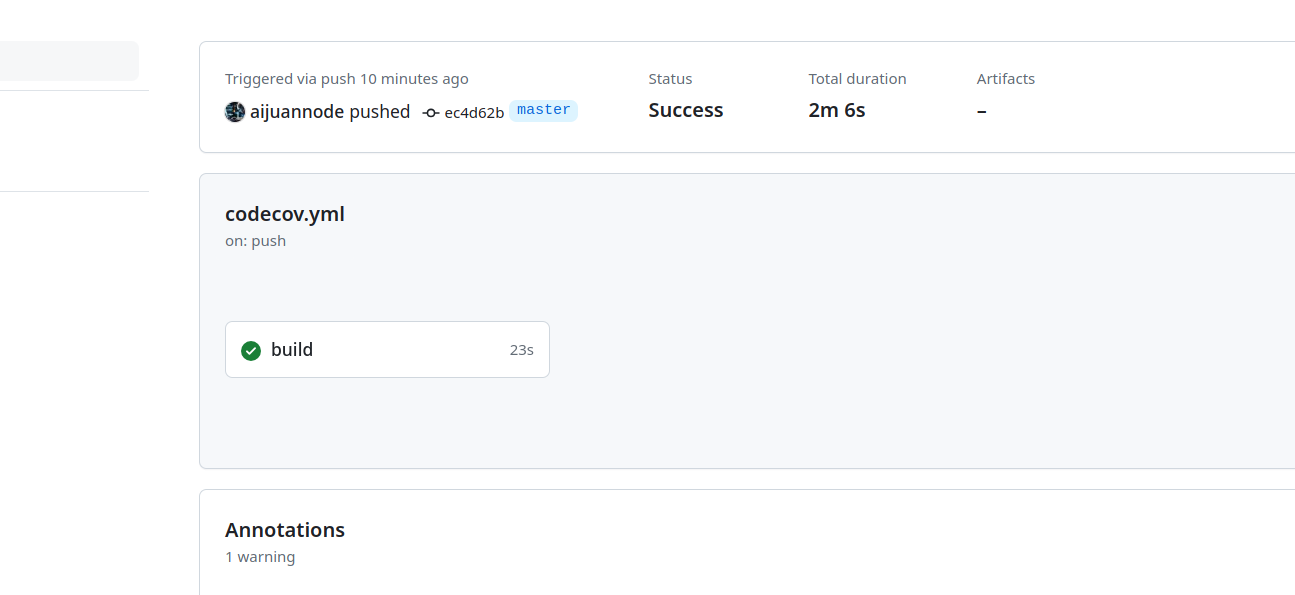 Triggered via push 10 minutes ago
aijuannode pushed ec4d62b master
Status
Success
Total duration
2m 6s
Artifacts
–
codecov.yml
on: push
build 23s
Annotations
1 warning